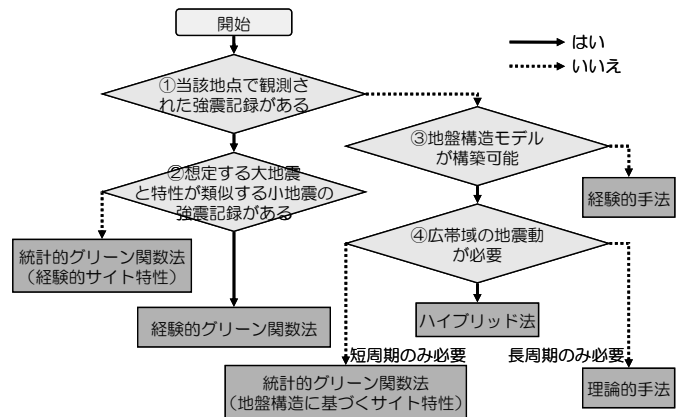 開始
はい
いいえ
①当該地点で観測さ
れた強震記録がある
③地盤構造モデル
が構築可能
②想定する大地震
と特性が類似する小地震の
強震記録がある
経験的手法
④広帯域の地震動
が必要
統計的グリーン関数法
（経験的サイト特性）
経験的グリーン関数法
ハイブリッド法
短周期のみ必要
長周期のみ必要
統計的グリーン関数法
（地盤構造に基づくサイト特性）
理論的手法